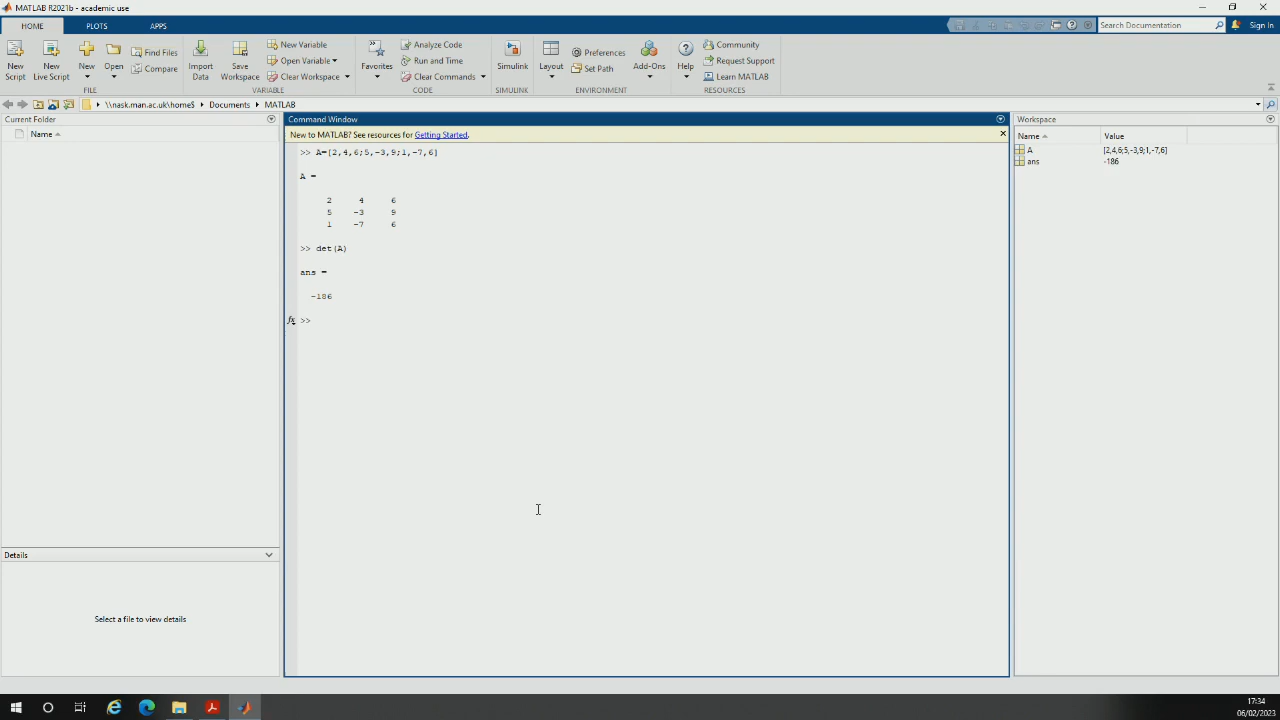 MATLAB R2021b - academic use
HOME PLOTS APPS
Search Documentation Sign In
New Script
New Live Script
New
Open
Find Files
Compare
Import Data
Save Workspace
New Variable
Open Variable
Clear Workspace
Favorites
Analyze Code
Run and Time
Clear Commands
Simulink
Layout
Preferences
Set Path
Add-Ons
Help
Community
Request Support
Learn MATLAB
FILE VARIABLE CODE SIMULINK ENVIRONMENT RESOURCES
\\nask.man.ac.uk\home$ Documents MATLAB
Current Folder
Name
Command Window
New to MATLAB? See resources for Getting Started.
>> A=[2,4,6;5,-3,9;1,-7,6]
A =
2 4 6
5 -3 9
1 -7 6
>> det(A)
ans =
-186
fx >>
Workspace
Name Value
A [2,4,6;5,-3,9;1,-7,6]
ans -186
Details
Select a file to view details
17:34
06/02/2023